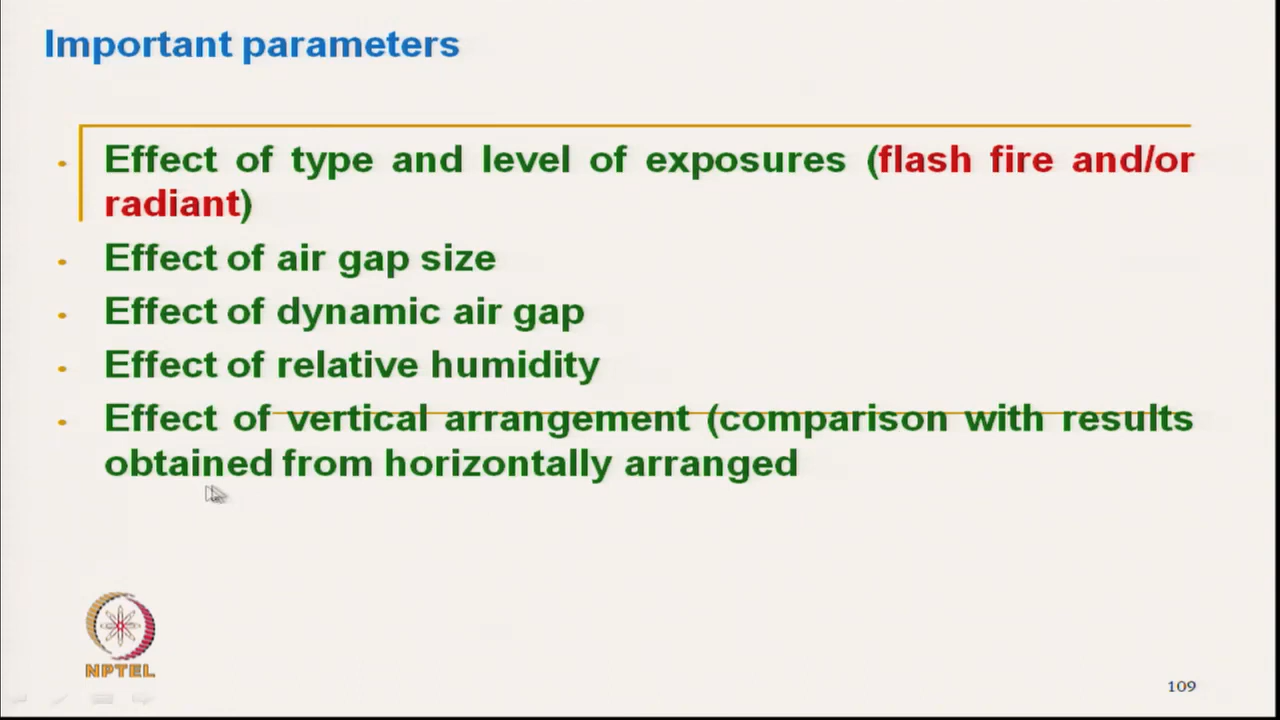 Important parameters
Effect of type and level of exposures (flash fire and/or
radiant)
Effect of air gap size
Effect of dynamic air gap
Effect of relative humidity
Effect of vertical arrangement (comparison with results
obtained from horizontally arranged
NPTEL
109